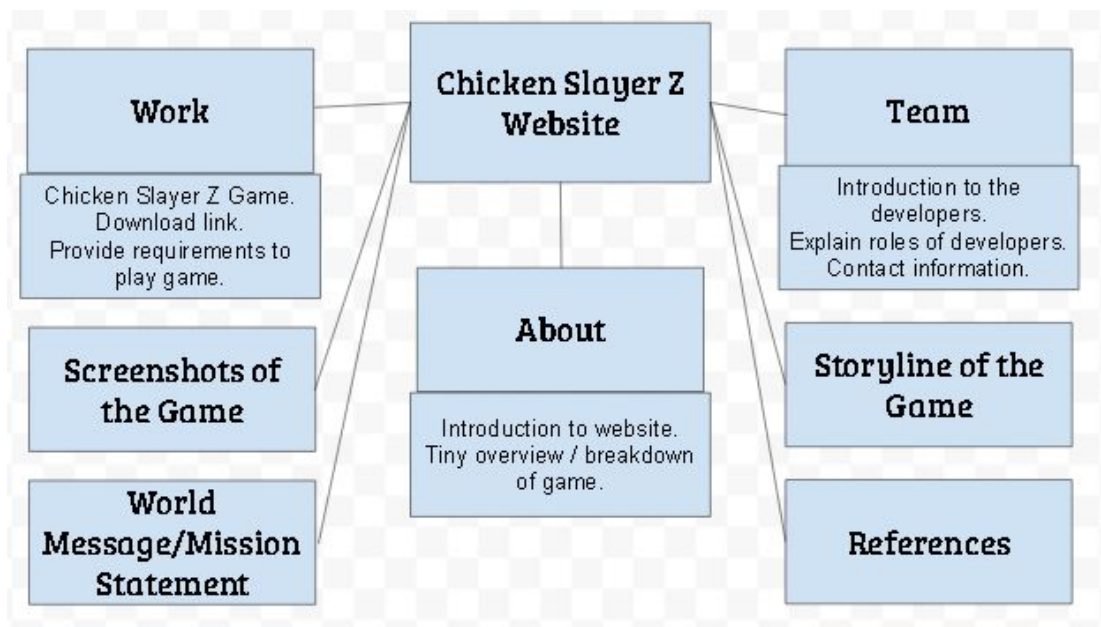 Work
Chicken Slayer Z Game.
Download link.
Provide requirements to
play game.
Screenshots of
the Game
World
Message/Mission
Statement
Chicken Slayer Z
Website
About
Introduction to website.
Tiny overview / breakdown
of game.
Team
Introduction to the
developers.
Explain roles of developers.
Contact information.
Storyline of the
Game
References